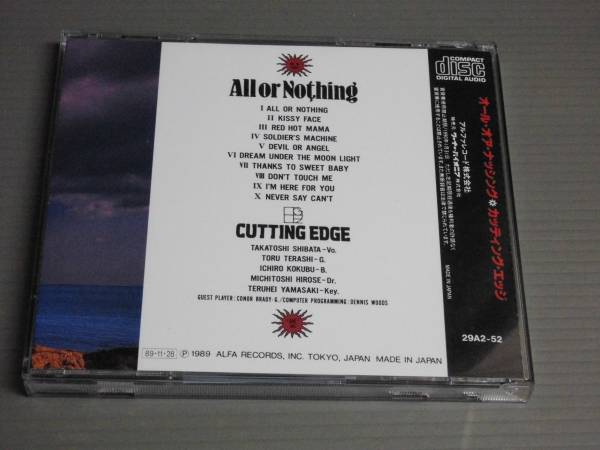 All or Nothing
I ALL OR NOTHING
II KISSY FACE
III RED HOT MAMA
IV SOLDIER'S MACHINE
V DEVIL OR ANGEL
VI DREAM UNDER THE MOON LIGHT
VII THANKS TO SWEET BABY
VIII DON'T TOUCH ME
IX I'M HERE FOR YOU
X NEVER SAY CAN'T
CUTTING EDGE
TAKATOSHI SHIBATA-Vo.
TORU TERASHI-G.
ICHIRO KOKUBU-B.
MICHITOSHI HIROSE-Dr.
TERUHEI YAMASAKI-Key.
GUEST PLAYER: CONOR BRADY-G./COMPUTER PROGRAMMING: DENNIS WOODS
89·11·28 Ⓟ 1989 ALFA RECORDS, INC. TOKYO, JAPAN MADE IN JAPAN
COMPACT
disc
DIGITAL AUDIO
オール・オア・ナッシング カッティング・エッジ
アルファレコード株式会社
MADE IN JAPAN
29A2-52